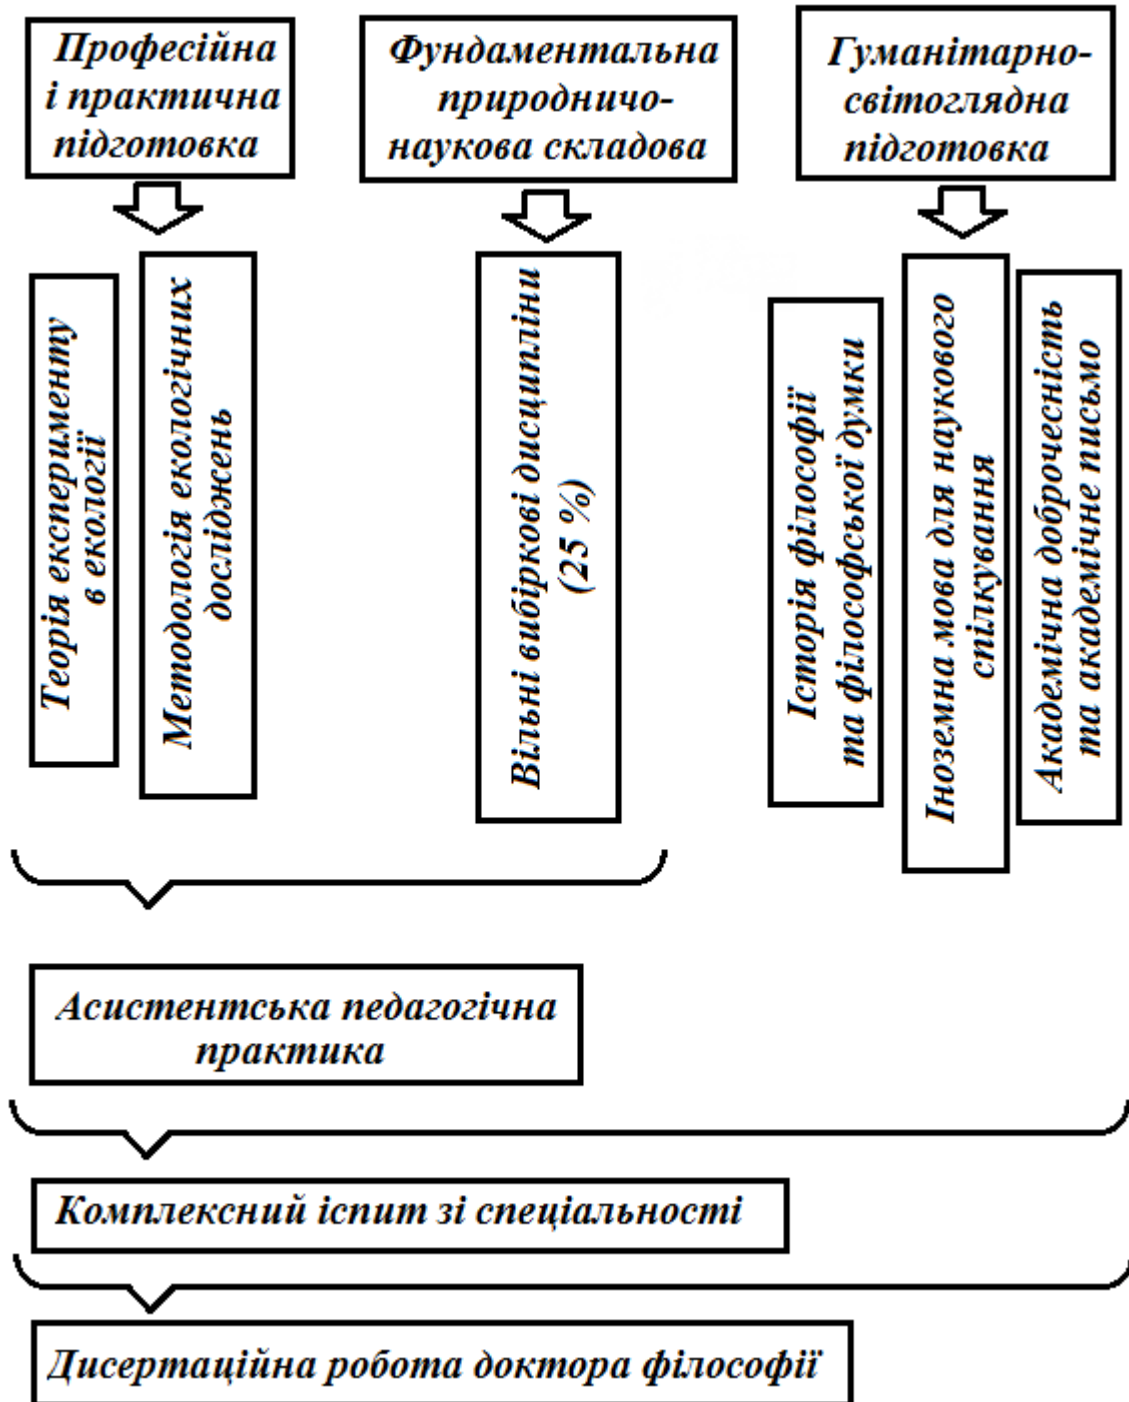 Професійна
і практична
підготовка
Фундаментальна
природничо-
наукова складова
Гуманітарно-
світоглядна
підготовка
Теорія експерименту
в екології
Методологія екологічних
досліджень
Вільні вибіркові дисципліни
(25 %)
Історія філософії
та філософської думки
Іноземна мова для наукового
спілкування
Академічна доброчесність
та академічне письмо
Асистентська педагогічна
практика
Комплексний іспит зі спеціальності
Дисертаційна робота доктора філософії